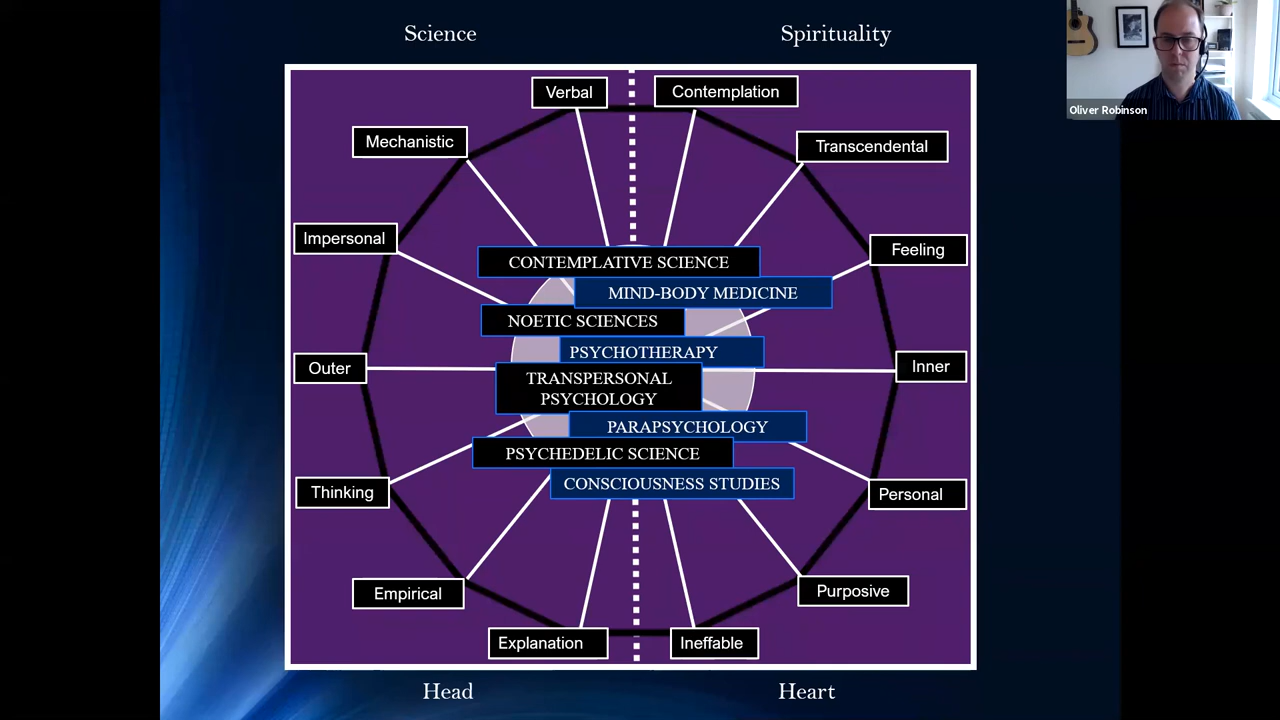 Science
Spirituality
Oliver Robinson
Verbal
Contemplation
Mechanistic
Transcendental
Impersonal
Feeling
CONTEMPLATIVE SCIENCE
MIND-BODY MEDICINE
NOETIC SCIENCES
PSYCHOTHERAPY
Outer
Inner
TRANSPERSONAL
PSYCHOLOGY
PARAPSYCHOLOGY
PSYCHEDELIC SCIENCE
CONSCIOUSNESS STUDIES
Thinking
Personal
Empirical
Purposive
Explanation
Ineffable
Head
Heart